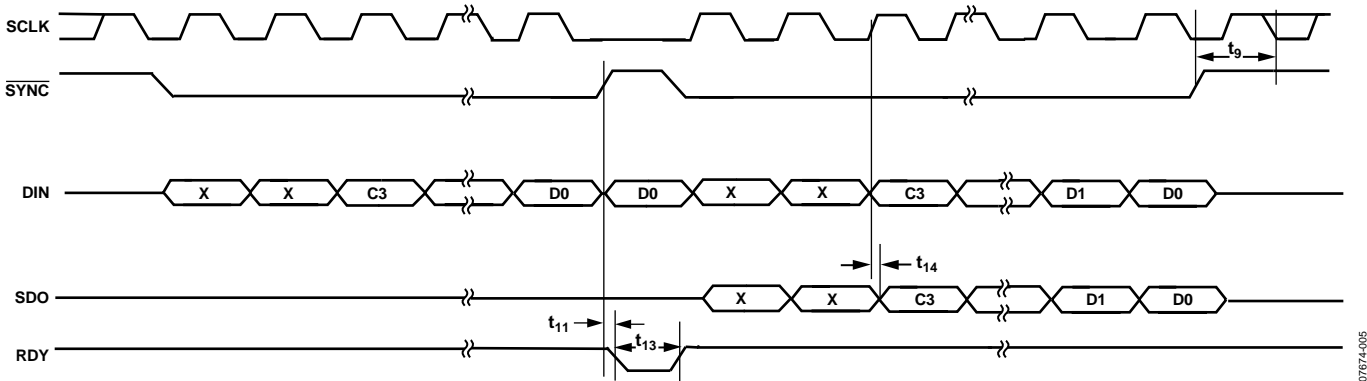 SCLK
t9
SYNC
DIN X X C3 D0 D0 X X C3 D1 D0
t14
SDO X X C3 D1 D0
t11 t13
RDY
07674-005